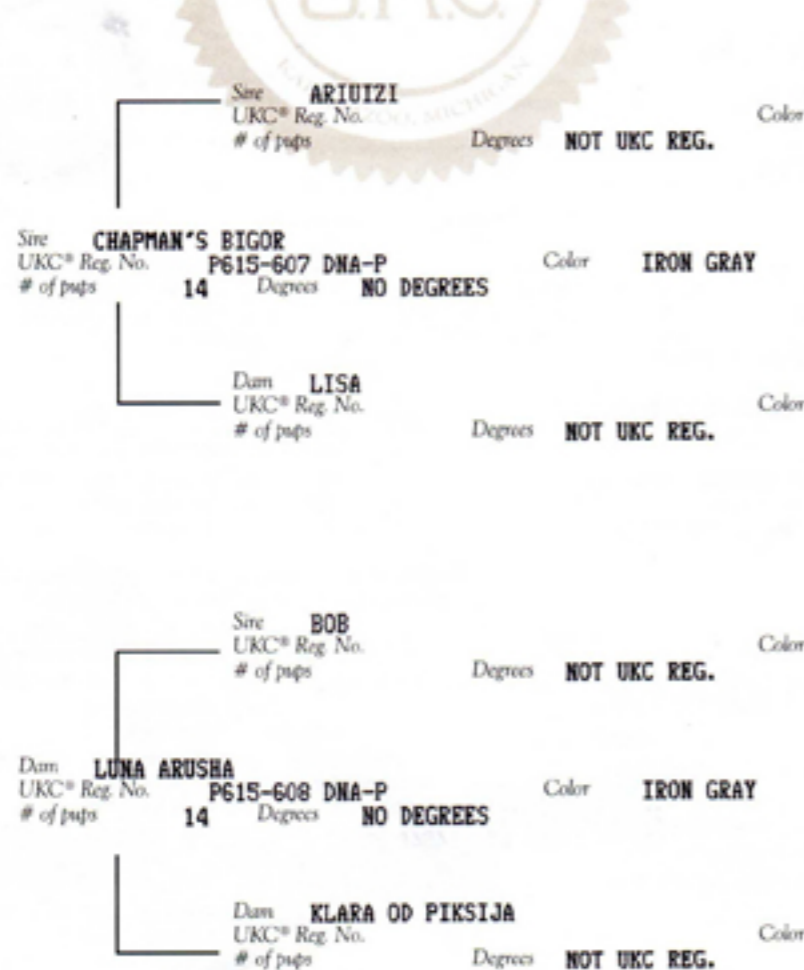 U.K.C.
KALAMAZOO, MICHIGAN
Sire ARIUIZI
UKC® Reg. No. Color
# of pups Degrees NOT UKC REG.
Sire CHAPMAN'S BIGOR
UKC® Reg. No. P615-607 DNA-P Color IRON GRAY
# of pups 14 Degrees NO DEGREES
Dam LISA
UKC® Reg. No. Color
# of pups Degrees NOT UKC REG.
Sire BOB
UKC® Reg. No. Color
# of pups Degrees NOT UKC REG.
Dam LUNA ARUSHA
UKC® Reg. No. P615-608 DNA-P Color IRON GRAY
# of pups 14 Degrees NO DEGREES
Dam KLARA OD PIKSIJA
UKC® Reg. No. Color
# of pups Degrees NOT UKC REG.